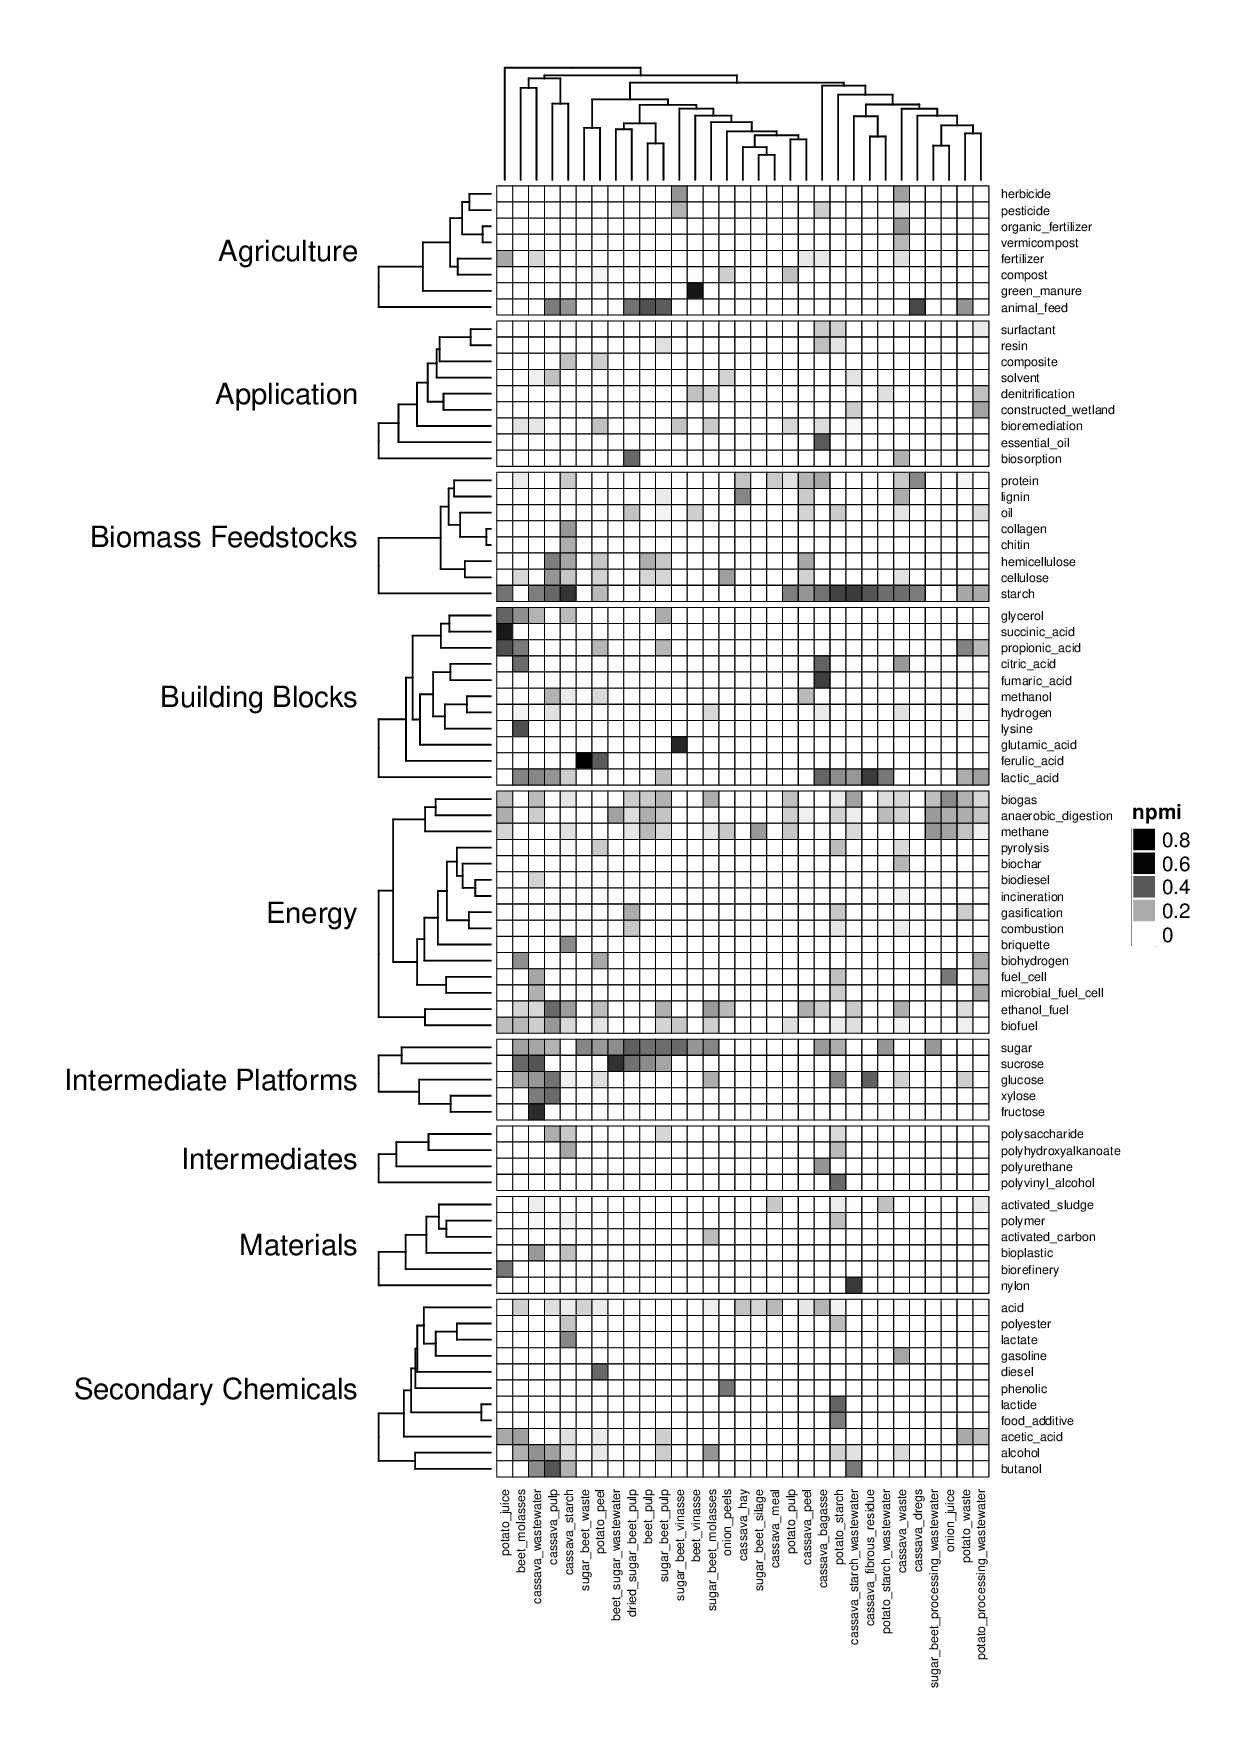 Agriculture
herbicide
pesticide
organic_fertilizer
vermicompost
fertilizer
compost
green_manure
animal_feed
Application
surfactant
resin
composite
solvent
denitrification
constructed_wetland
bioremediation
essential_oil
biosorption
Biomass Feedstocks
protein
lignin
oil
collagen
chitin
hemicellulose
cellulose
starch
Building Blocks
glycerol
succinic_acid
propionic_acid
citric_acid
fumaric_acid
methanol
hydrogen
lysine
glutamic_acid
ferulic_acid
lactic_acid
Energy
biogas
anaerobic_digestion
methane
pyrolysis
biochar
biodiesel
incineration
gasification
combustion
briquette
biohydrogen
fuel_cell
microbial_fuel_cell
ethanol_fuel
biofuel
npmi
0.8
0.6
0.4
0.2
0
Intermediate Platforms
sugar
sucrose
glucose
xylose
fructose
Intermediates
polysaccharide
polyhydroxyalkanoate
polyurethane
polyvinyl_alcohol
Materials
activated_sludge
polymer
activated_carbon
bioplastic
biorefinery
nylon
Secondary Chemicals
acid
polyester
lactate
gasoline
diesel
phenolic
lactide
food_additive
acetic_acid
alcohol
butanol
potato_juice
beet_molasses
cassava_wastewater
cassava_pulp
cassava_starch
sugar_beet_waste
potato_peel
beet_sugar_wastewater
dried_sugar_beet_pulp
beet_pulp
sugar_beet_pulp
sugar_beet_vinasse
beet_vinasse
sugar_beet_molasses
onion_peels
cassava_hay
sugar_beet_silage
cassava_meal
potato_pulp
cassava_peel
cassava_bagasse
potato_starch
cassava_starch_wastewater
cassava_fibrous_residue
potato_starch_wastewater
cassava_waste
cassava_dregs
sugar_beet_processing_wastewater
onion_juice
potato_waste
potato_processing_wastewater